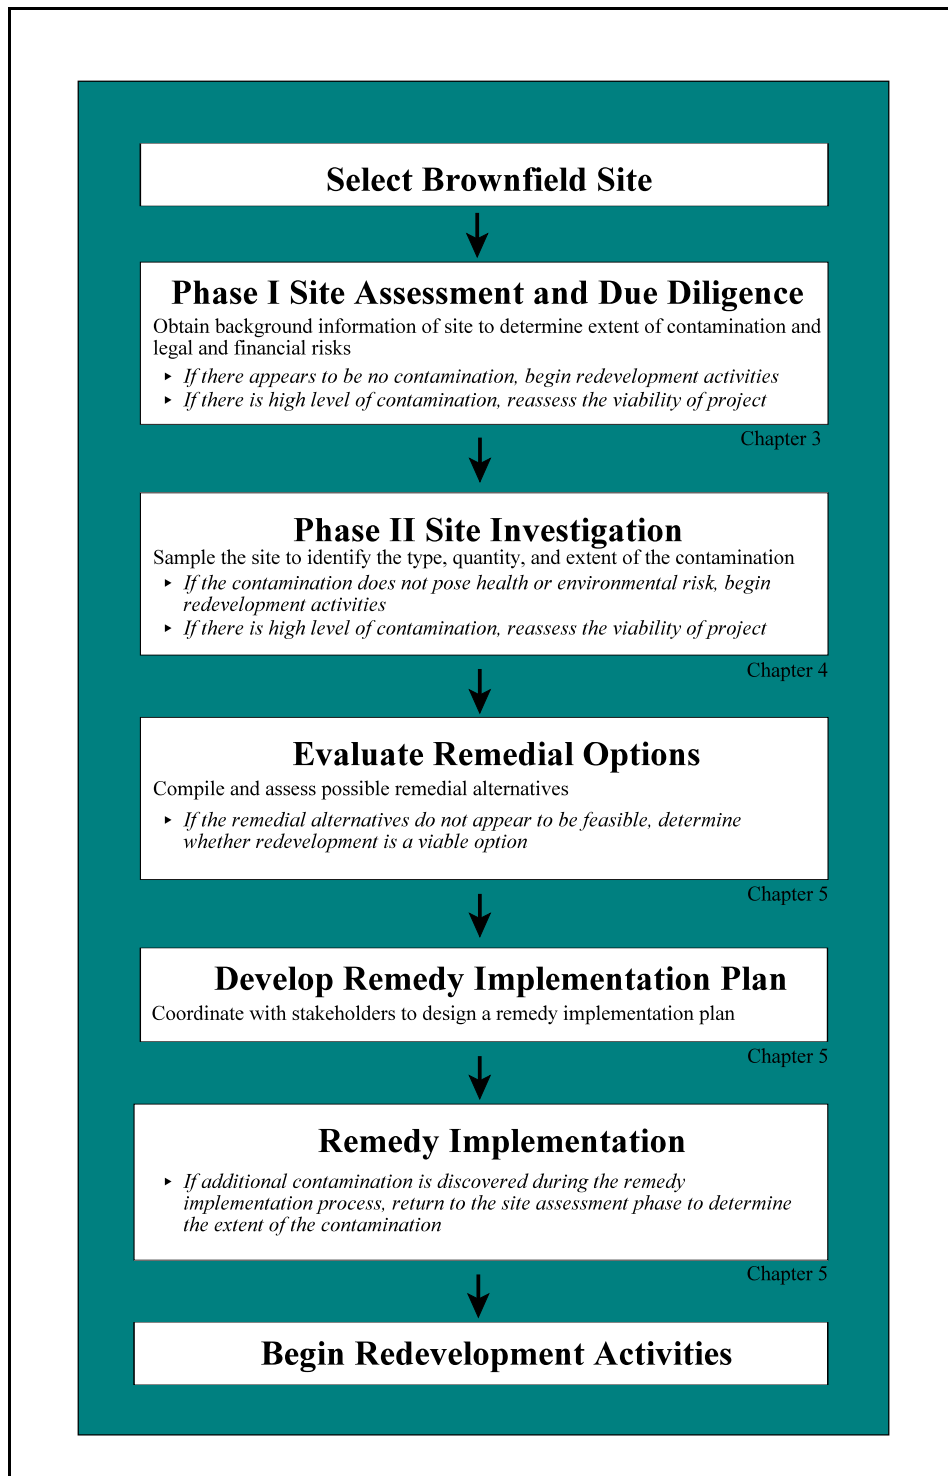 Select Brownfield Site
Phase I Site Assessment and Due Diligence
Obtain background information of site to determine extent of contamination and
legal and financial risks
‣ If there appears to be no contamination, begin redevelopment activities
‣ If there is high level of contamination, reassess the viability of project
Chapter 3
Phase II Site Investigation
Sample the site to identify the type, quantity, and extent of the contamination
‣ If the contamination does not pose health or environmental risk, begin
redevelopment activities
‣ If there is high level of contamination, reassess the viability of project
Chapter 4
Evaluate Remedial Options
Compile and assess possible remedial alternatives
‣ If the remedial alternatives do not appear to be feasible, determine
whether redevelopment is a viable option
Chapter 5
Develop Remedy Implementation Plan
Coordinate with stakeholders to design a remedy implementation plan
Chapter 5
Remedy Implementation
‣ If additional contamination is discovered during the remedy
implementation process, return to the site assessment phase to determine
the extent of the contamination
Chapter 5
Begin Redevelopment Activities